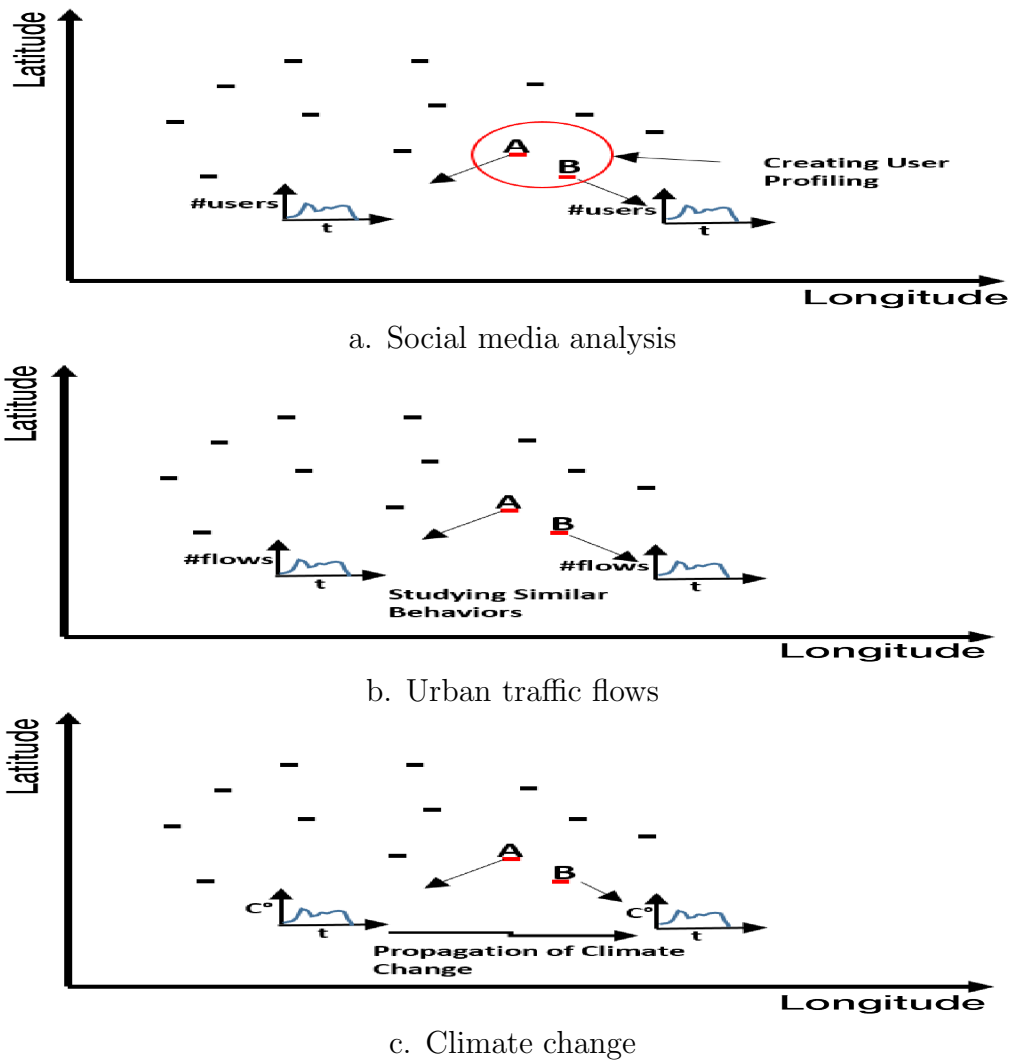 Latitude
A
B
Creating User
Profiling
#users
t
#users
t
Longitude
a. Social media analysis
Latitude
A
B
#flows
t
#flows
t
Studying Similar
Behaviors
Longitude
b. Urban traffic flows
Latitude
A
B
C°
t
C°
t
Propagation of Climate
Change
Longitude
c. Climate change